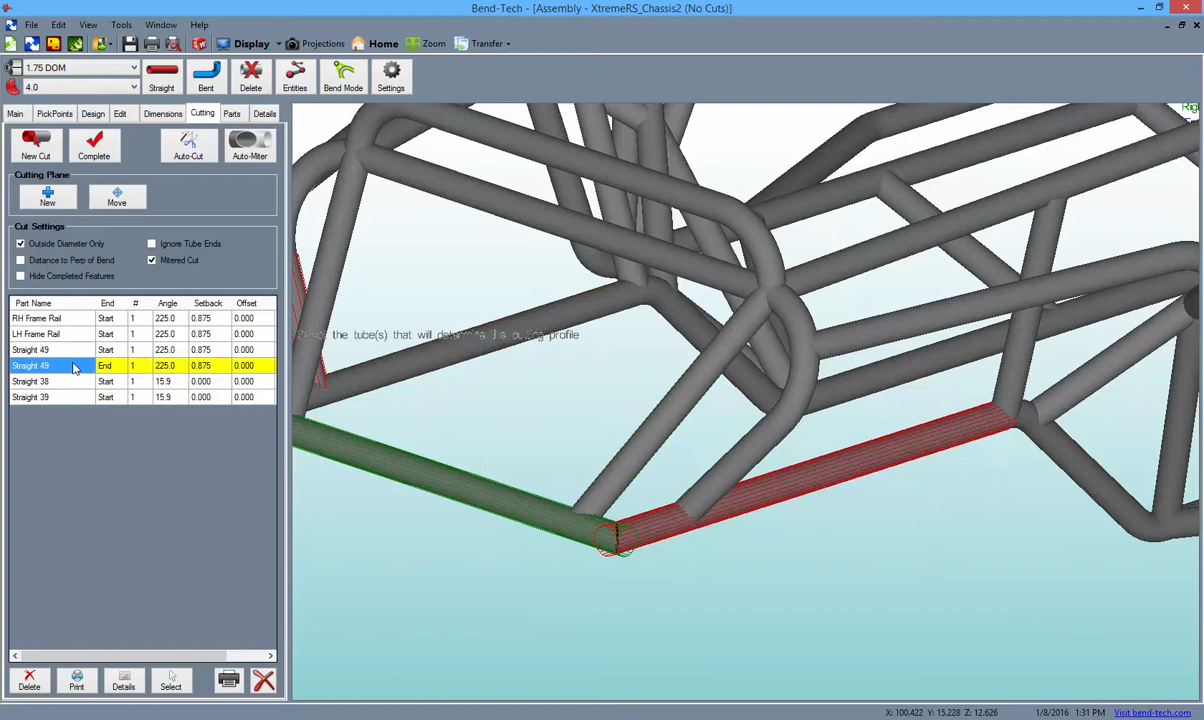 Bend-Tech - [Assembly - XtremeRS_Chassis2 (No Cuts)]
File Edit View Tools Window Help
Display Projections Home Zoom Transfer
1.75 DOM
4.0
Straight Bent Delete Entities Bend Mode Settings
Main PickPoints Design Edit Dimensions Cutting Parts Details
New Cut Complete Auto-Cut Auto-Miter
Cutting Plane
New Move
Cut Settings
Outside Diameter Only Ignore Tube Ends
Distance to Perp of Bend Mitered Cut
Hide Completed Features
Part Name End # Angle Setback Offset
RH Frame Rail Start 1 225.0 0.875 0.000
LH Frame Rail Start 1 225.0 0.875 0.000
Straight 49 Start 1 225.0 0.875 0.000
Straight 49 End 1 225.0 0.875 0.000
Straight 38 Start 1 15.9 0.000 0.000
Straight 39 Start 1 15.9 0.000 0.000
Select the tube(s) that will determine the cutting profile
Delete Print Details Select
X: 100.422 Y: 15.228 Z: 12.626 1/8/2016 1:31 PM Visit bend-tech.com